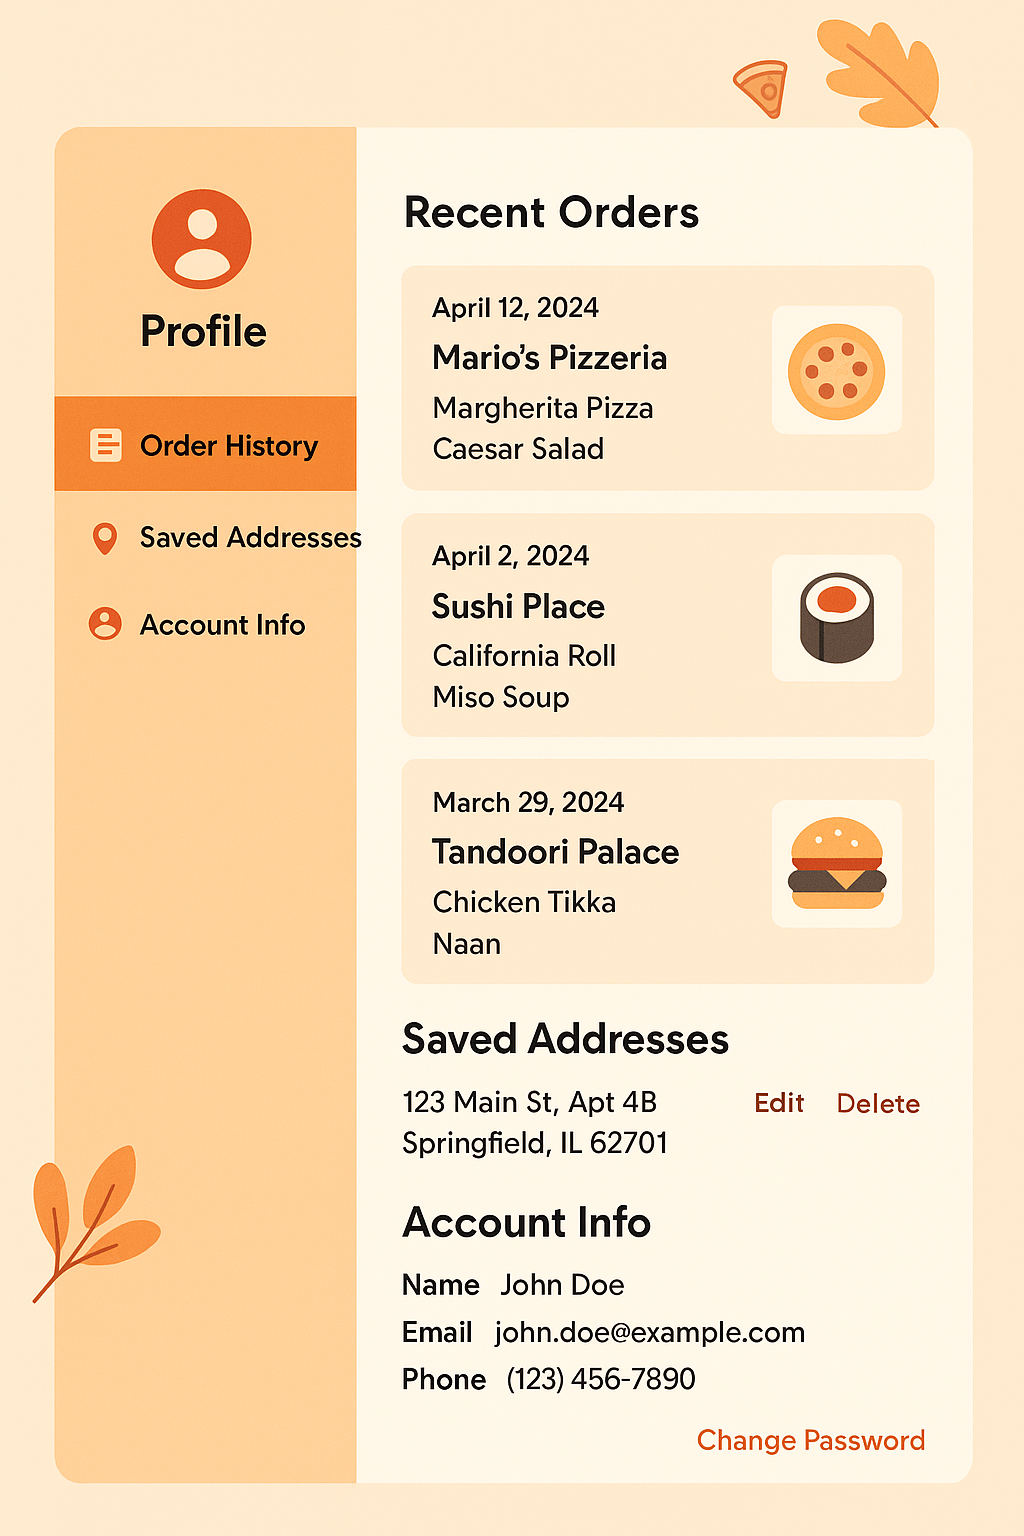 Profile
Order History
Saved Addresses
Account Info
Recent Orders
April 12, 2024
Mario’s Pizzeria
Margherita Pizza
Caesar Salad
April 2, 2024
Sushi Place
California Roll
Miso Soup
March 29, 2024
Tandoori Palace
Chicken Tikka
Naan
Saved Addresses
123 Main St, Apt 4B Edit Delete
Springfield, IL 62701
Account Info
Name John Doe
Email john.doe@example.com
Phone (123) 456-7890
Change Password